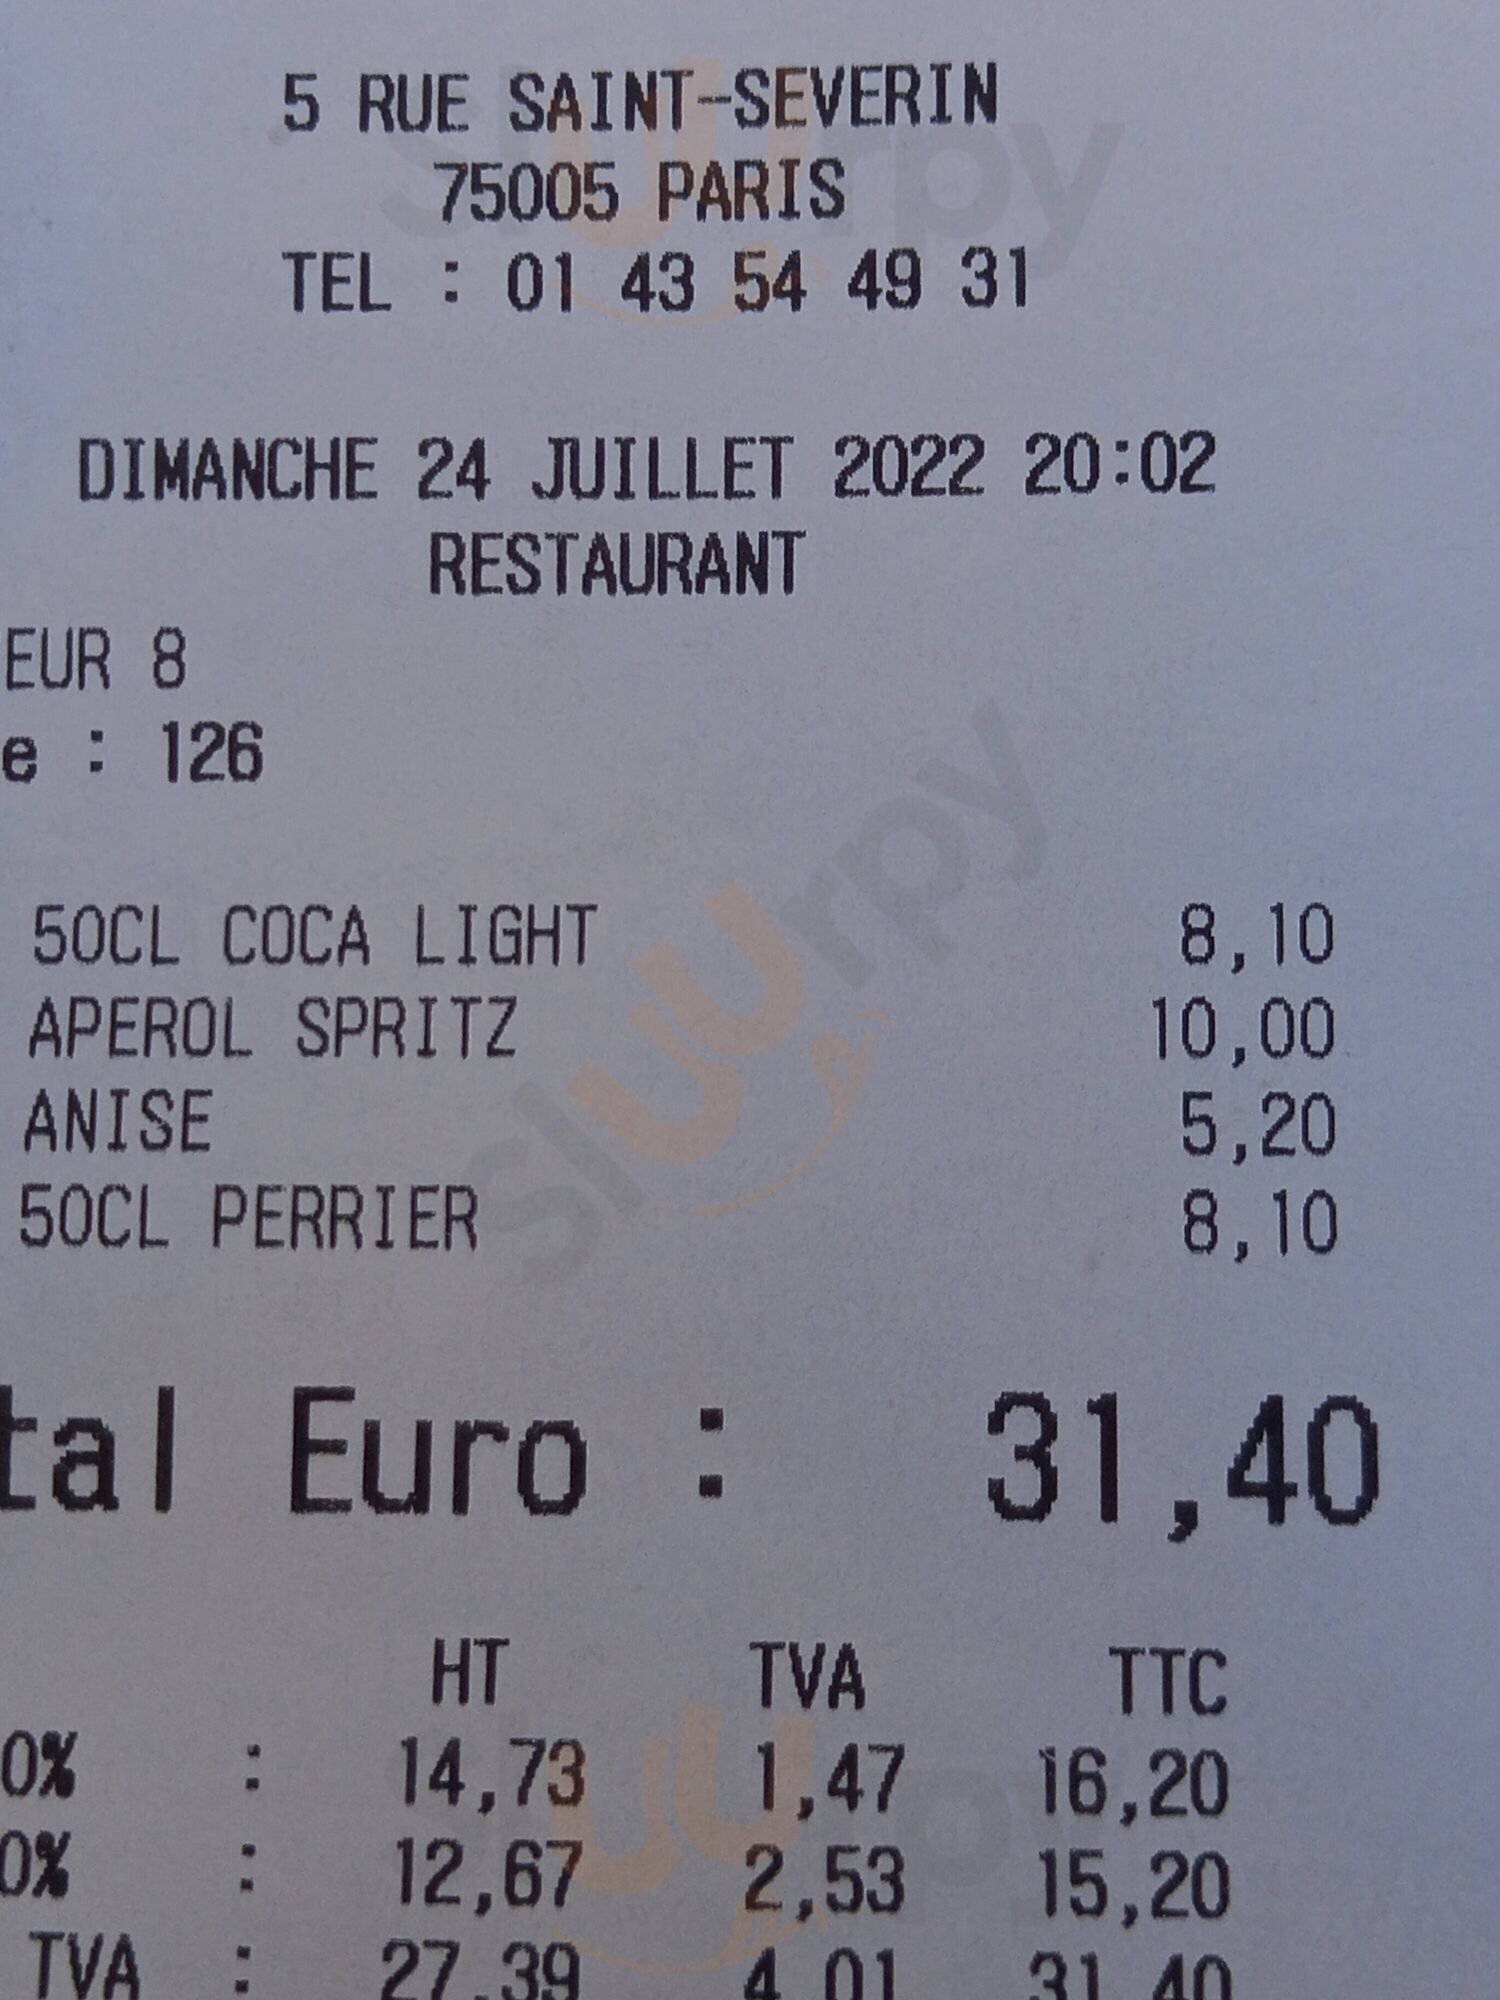 5 RUE SAINT-SEVERIN
75005 PARIS
TEL : 01 43 54 49 31
DIMANCHE 24 JUILLET 2022 20:02
RESTAURANT
EUR 8
e : 126
50CL COCA LIGHT 8,10
APEROL SPRITZ 10,00
ANISE 5,20
50CL PERRIER 8,10
tal Euro : 31,40
HT TVA TTC
0% : 14,73 1,47 16,20
0% : 12,67 2,53 15,20
TVA : 27,39 4,01 31,40
sluurpy
sluurpy
sluurpy